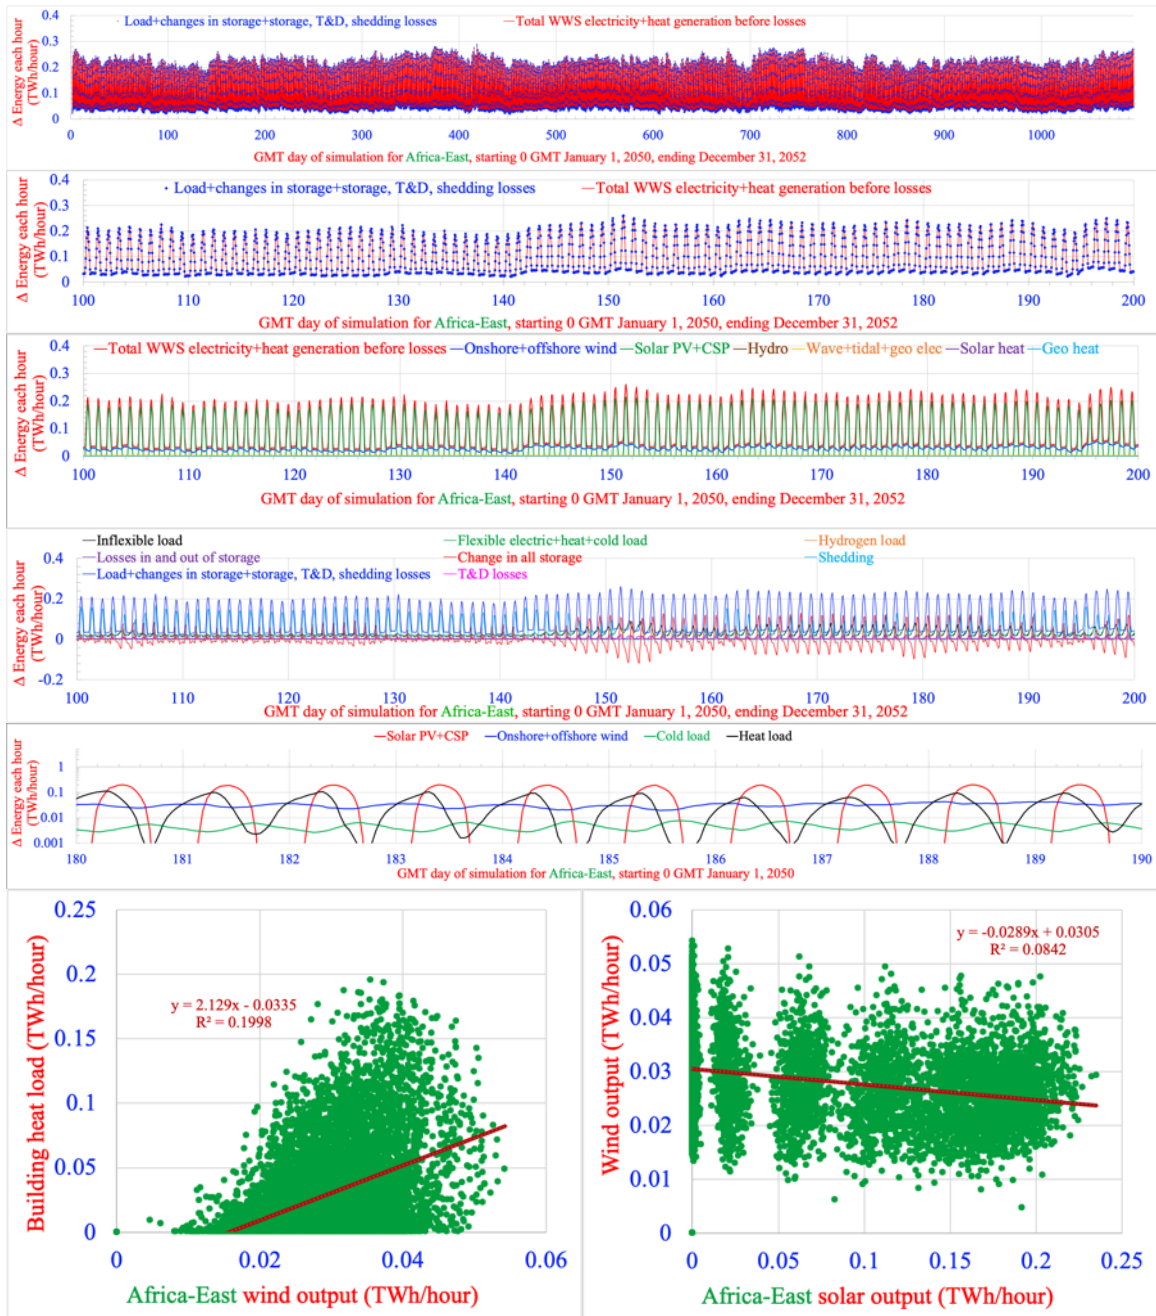 Load+changes in storage+storage, T&D, shedding losses —Total WWS electricity+heat generation before losses
Δ Energy each hour
(TWh/hour)
0.4
0.3
0.2
0.1
0
0 100 200 300 400 500 600 700 800 900 1000
GMT day of simulation for Africa-East, starting 0 GMT January 1, 2050, ending December 31, 2052
• Load+changes in storage+storage, T&D, shedding losses —Total WWS electricity+heat generation before losses
Δ Energy each hour
(TWh/hour)
0.4
0.3
0.2
0.1
0
100 110 120 130 140 150 160 170 180 190 200
GMT day of simulation for Africa-East, starting 0 GMT January 1, 2050, ending December 31, 2052
—Total WWS electricity+heat generation before losses —Onshore+offshore wind —Solar PV+CSP —Hydro —Wave+tidal+geo elec —Solar heat —Geo heat
Δ Energy each hour
(TWh/hour)
0.4
0.3
0.2
0.1
0
100 110 120 130 140 150 160 170 180 190 200
GMT day of simulation for Africa-East, starting 0 GMT January 1, 2050, ending December 31, 2052
—Inflexible load —Flexible electric+heat+cold load —Hydrogen load
—Losses in and out of storage —Change in all storage —Shedding
—Load+changes in storage+storage, T&D, shedding losses —T&D losses
Δ Energy each hour
(TWh/hour)
0.4
0.2
0
-0.2
100 110 120 130 140 150 160 170 180 190 200
GMT day of simulation for Africa-East, starting 0 GMT January 1, 2050, ending December 31, 2052
—Solar PV+CSP —Onshore+offshore wind —Cold load —Heat load
Δ Energy each hour
(TWh/hour)
1
0.1
0.01
0.001
180 181 182 183 184 185 186 187 188 189 190
GMT day of simulation for Africa-East, starting 0 GMT January 1, 2050
Building heat load (TWh/hour)
0.25
0.2
0.15
0.1
0.05
0
y = 2.129x - 0.0335
R² = 0.1998
0 0.02 0.04 0.06
Africa-East wind output (TWh/hour)
Wind output (TWh/hour)
0.06
0.05
0.04
0.03
0.02
0.01
0
y = -0.0289x + 0.0305
R² = 0.0842
0 0.05 0.1 0.15 0.2 0.25
Africa-East solar output (TWh/hour)